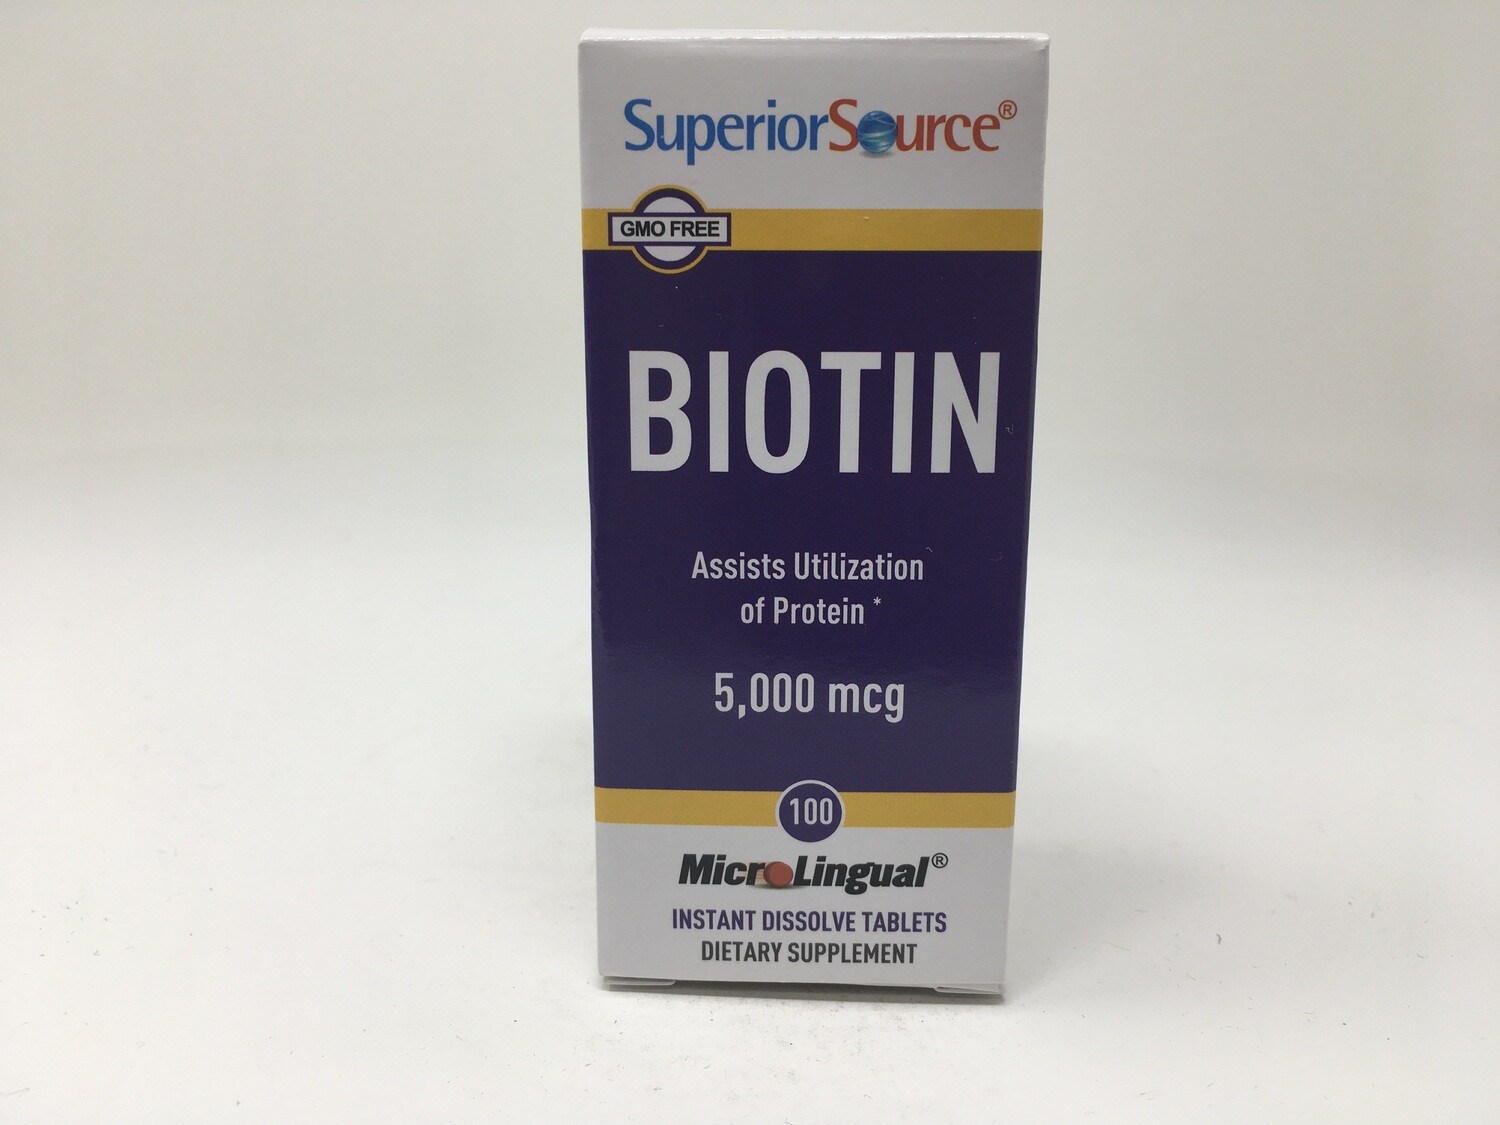 SuperiorSource®
GMO FREE
BIOTIN
Assists Utilization
of Protein *
5,000 mcg
100
MicroLingual®
INSTANT DISSOLVE TABLETS
DIETARY SUPPLEMENT